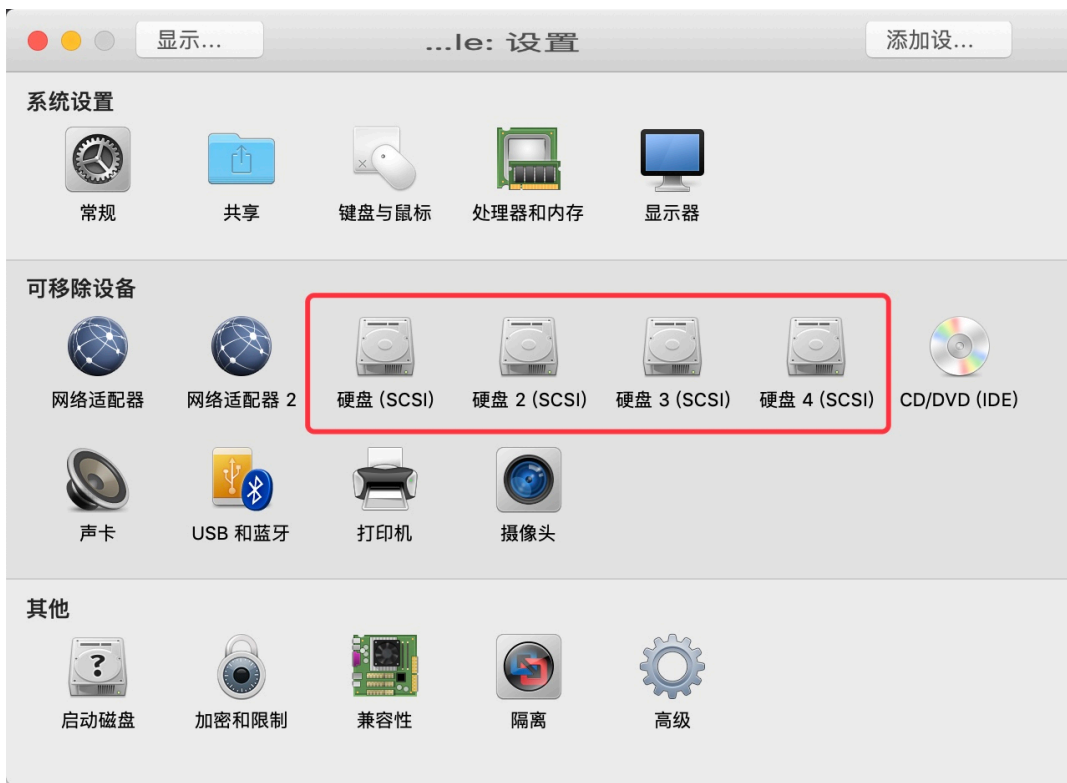 显示...
...le: 设置
添加设...
系统设置
常规
共享
键盘与鼠标
处理器和内存
显示器
可移除设备
网络适配器
网络适配器 2
硬盘 (SCSI)
硬盘 2 (SCSI)
硬盘 3 (SCSI)
硬盘 4 (SCSI)
CD/DVD (IDE)
声卡
USB 和蓝牙
打印机
摄像头
其他
启动磁盘
加密和限制
兼容性
隔离
高级